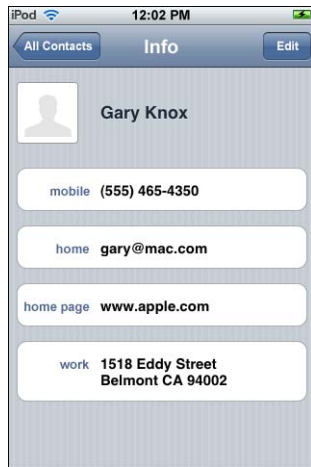 iPod 12:02 PM
All Contacts Info Edit
Gary Knox
mobile (555) 465-4350
home gary@mac.com
home page www.apple.com
work 1518 Eddy Street
Belmont CA 94002